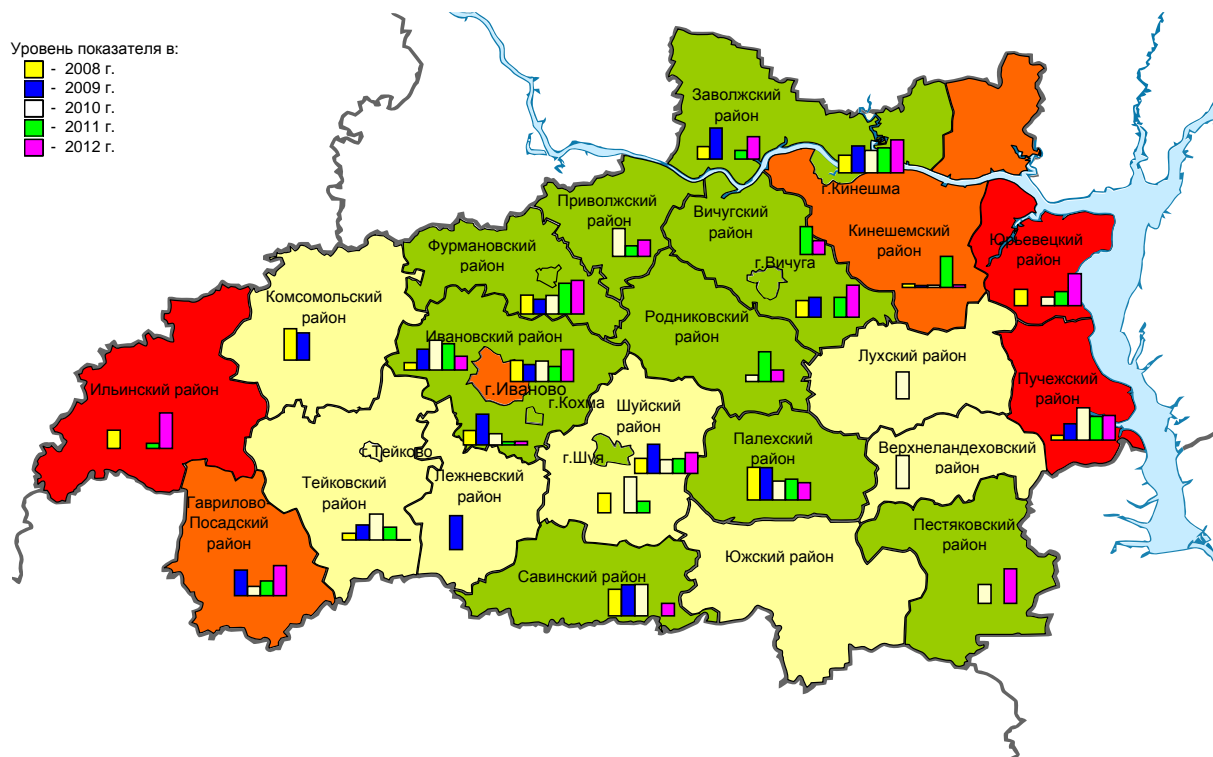 Уровень показателя в:
- 2008 г.
- 2009 г.
- 2010 г.
- 2011 г.
- 2012 г.
Заволжский
район
г.Кинешма
Приволжский
район
Вичугский
район
Кинешемский
район
Юрьевецкий
район
Фурмановский
район
г.Вичуга
Комсомольский
район
Родниковский
район
Ивановский район
Лухский район
Ильинский район
г.Иваново
Пучежский
район
г.Кохма
Шуйский
район
Палехский
район
Верхнеландеховский
район
г.Тейково
г.Шуя
Тейковский
район
Лежневский
район
Гаврилово-
Посадский
район
Пестяковский
район
Южский район
Савинский район